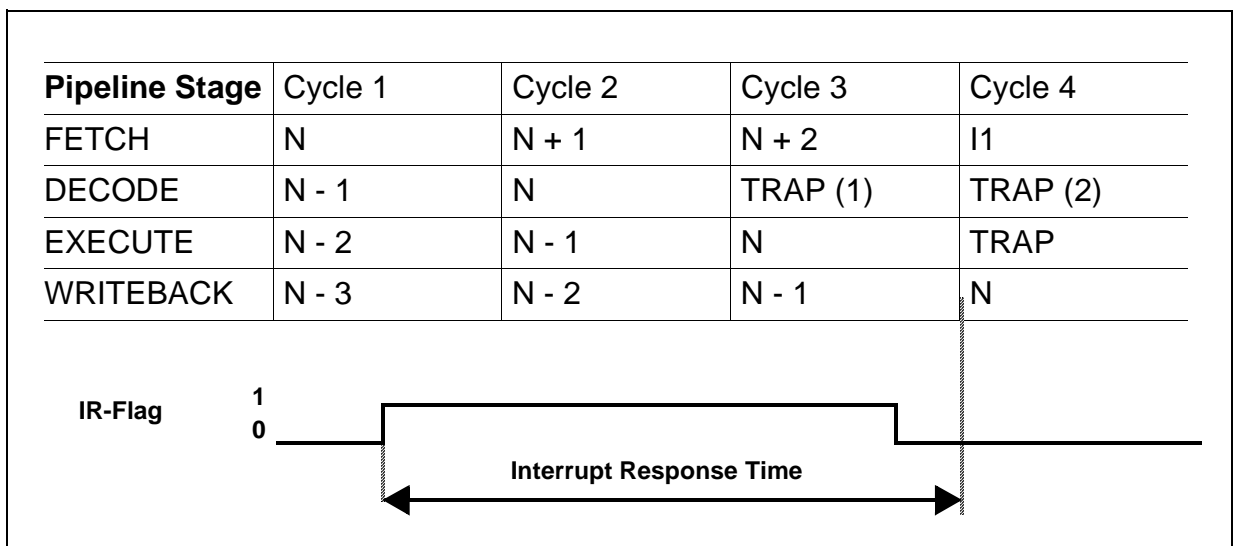 Pipeline Stage Cycle 1 Cycle 2 Cycle 3 Cycle 4
FETCH N N + 1 N + 2 I1
DECODE N - 1 N TRAP (1) TRAP (2)
EXECUTE N - 2 N - 1 N TRAP
WRITEBACK N - 3 N - 2 N - 1 N
IR-Flag 1
0
Interrupt Response Time